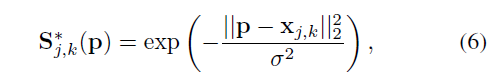 S*_{j,k}(p) = exp ( − ||p − x_{j,k}||_2^2 / σ^2 ) , (6)